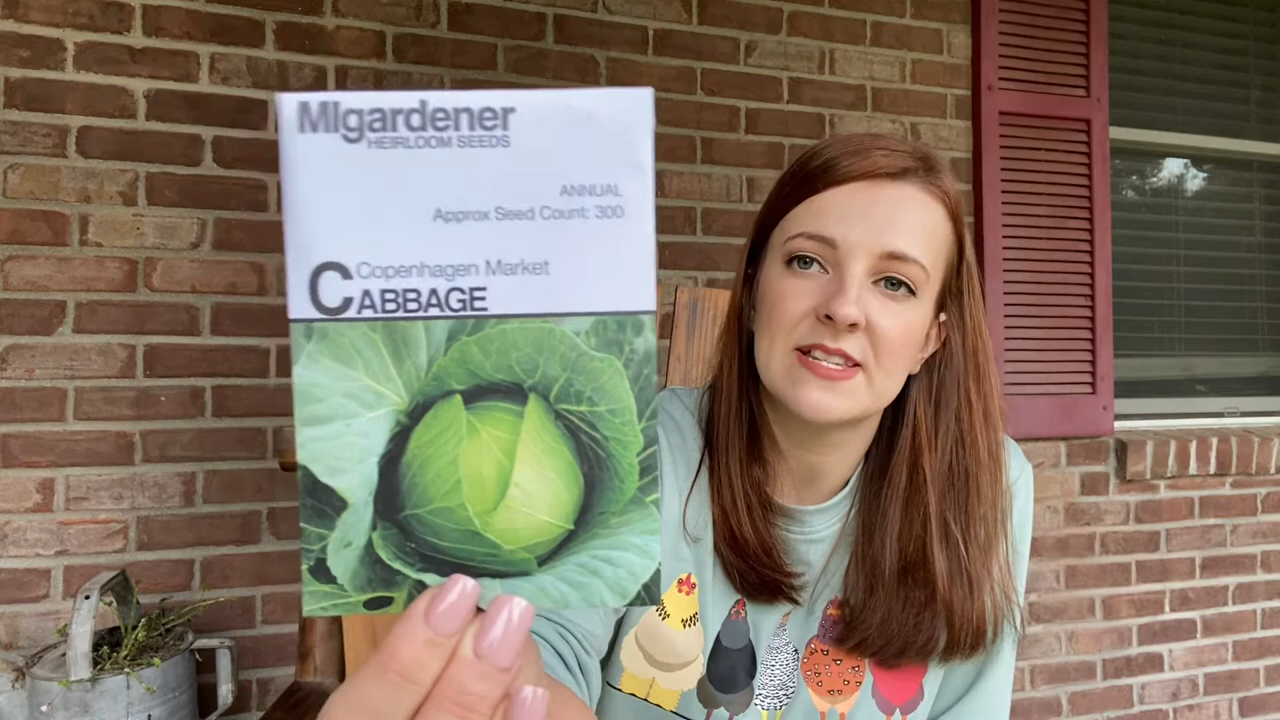 MIgardener
HEIRLOOM SEEDS
ANNUAL
Approx Seed Count: 300
Copenhagen Market
CABBAGE